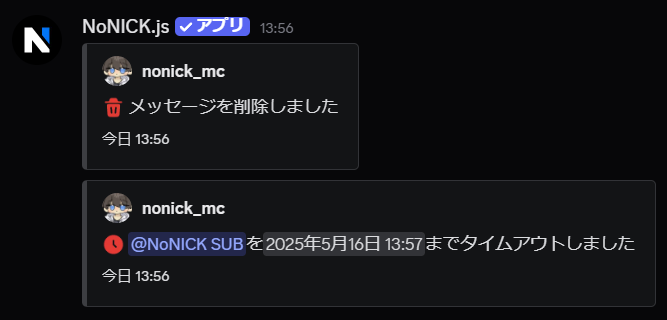 NoNICK.js ✓ アプリ 13:56
nonick_mc
メッセージを削除しました
今日 13:56
nonick_mc
@NoNICK SUBを2025年5月16日 13:57までタイムアウトしました
今日 13:56